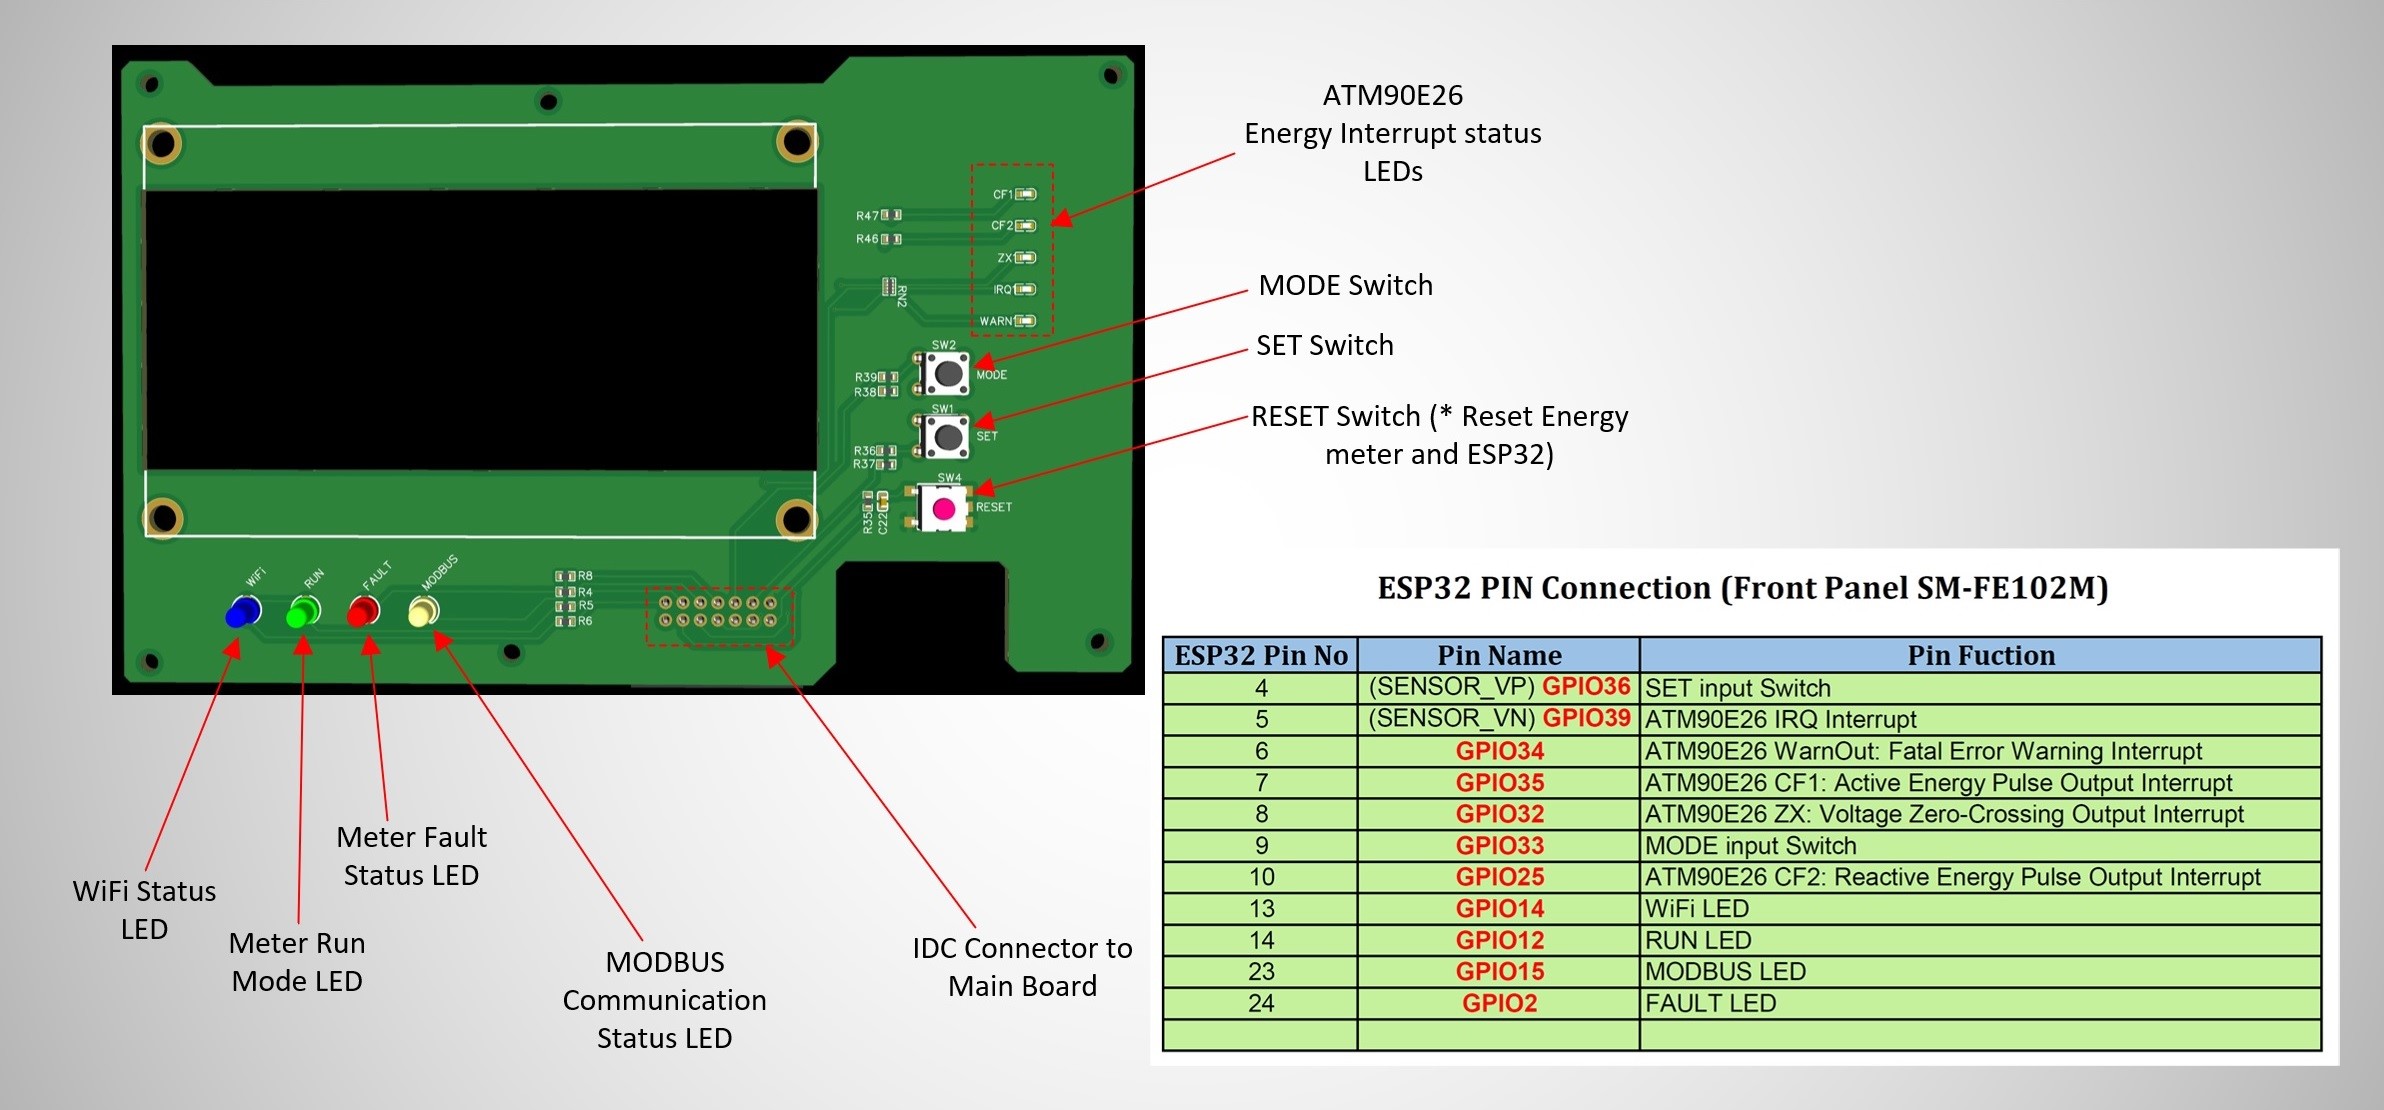 ATM90E26
Energy Interrupt status
LEDs
MODE Switch
SET Switch
RESET Switch (* Reset Energy
meter and ESP32)
CF1
R47
CF2
R46
ZX1
IRQ1
RN2
WARN1
SW2
R39
MODE
R38
SW1
SET
R36
R37
SW4
RESET
R35
C22
WiFi
RUN
FAULT
MODBUS
R8
R4
R5
R6
WiFi Status
LED
Meter Run
Mode LED
Meter Fault
Status LED
MODBUS
Communication
Status LED
IDC Connector to
Main Board
ESP32 PIN Connection (Front Panel SM-FE102M)
ESP32 Pin No Pin Name Pin Fuction
4 (SENSOR_VP) GPIO36 SET input Switch
5 (SENSOR_VN) GPIO39 ATM90E26 IRQ Interrupt
6 GPIO34 ATM90E26 WarnOut: Fatal Error Warning Interrupt
7 GPIO35 ATM90E26 CF1: Active Energy Pulse Output Interrupt
8 GPIO32 ATM90E26 ZX: Voltage Zero-Crossing Output Interrupt
9 GPIO33 MODE input Switch
10 GPIO25 ATM90E26 CF2: Reactive Energy Pulse Output Interrupt
13 GPIO14 WiFi LED
14 GPIO12 RUN LED
23 GPIO15 MODBUS LED
24 GPIO2 FAULT LED